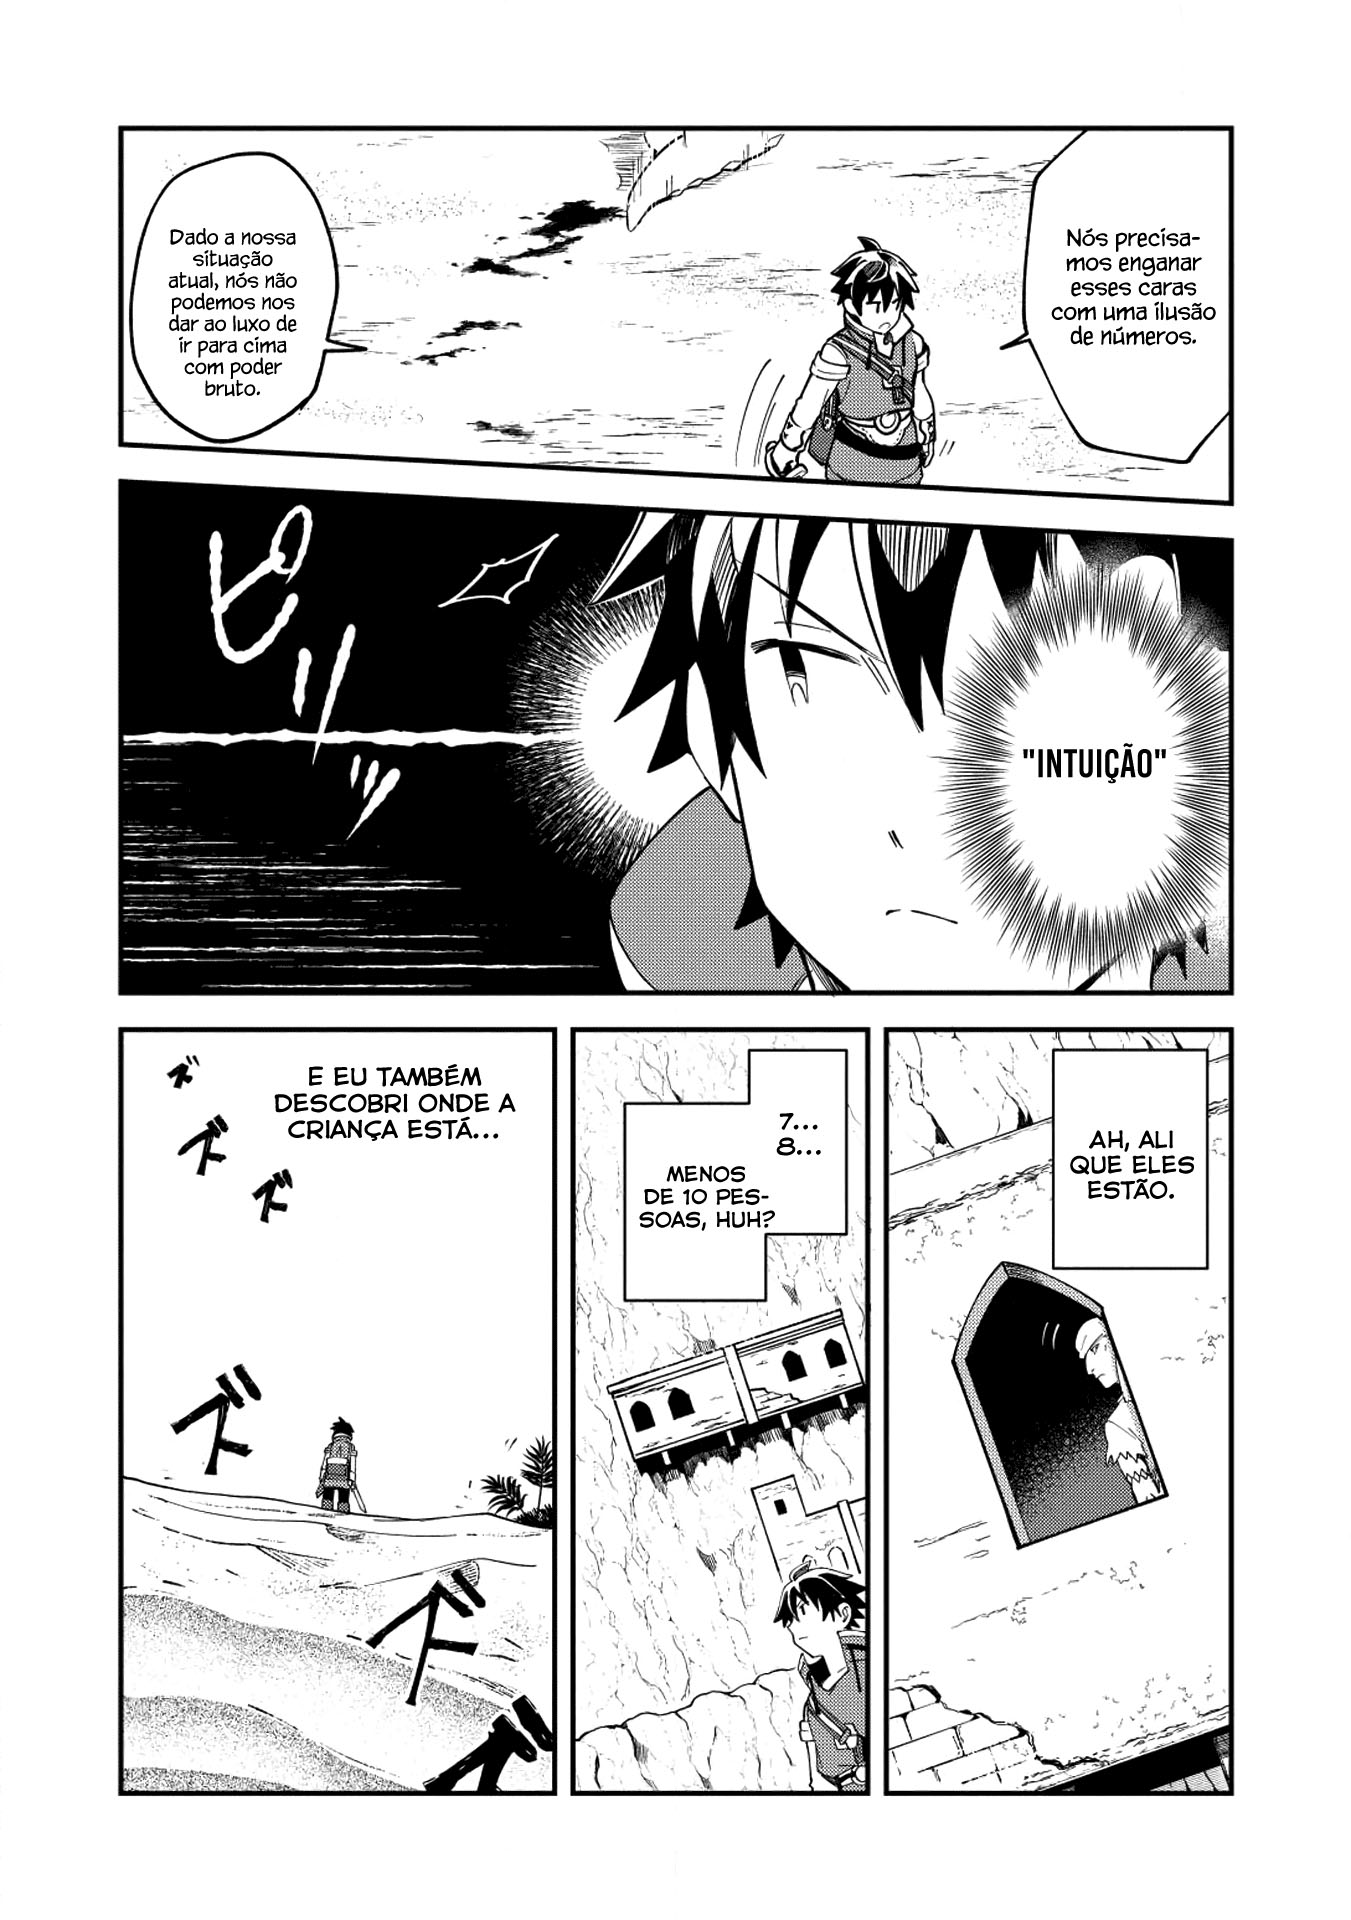 Nós precisa-
mos enganar
esses caras
com uma ilusão
de números.
Dado a nossa
situação
atual, nós não
podemos nos
dar ao luxo de
ir para cima
com poder
bruto.
"INTUIÇÃO"
ピリッ
AH, ALI
QUE ELES
ESTÃO.
7...
8...
MENOS
DE 10 PES-
SOAS, HUH?
E EU TAMBÉM
DESCOBRI ONDE A
CRIANÇA ESTÁ...
ズ
ズ
ズ
ズ
ズ
ズ